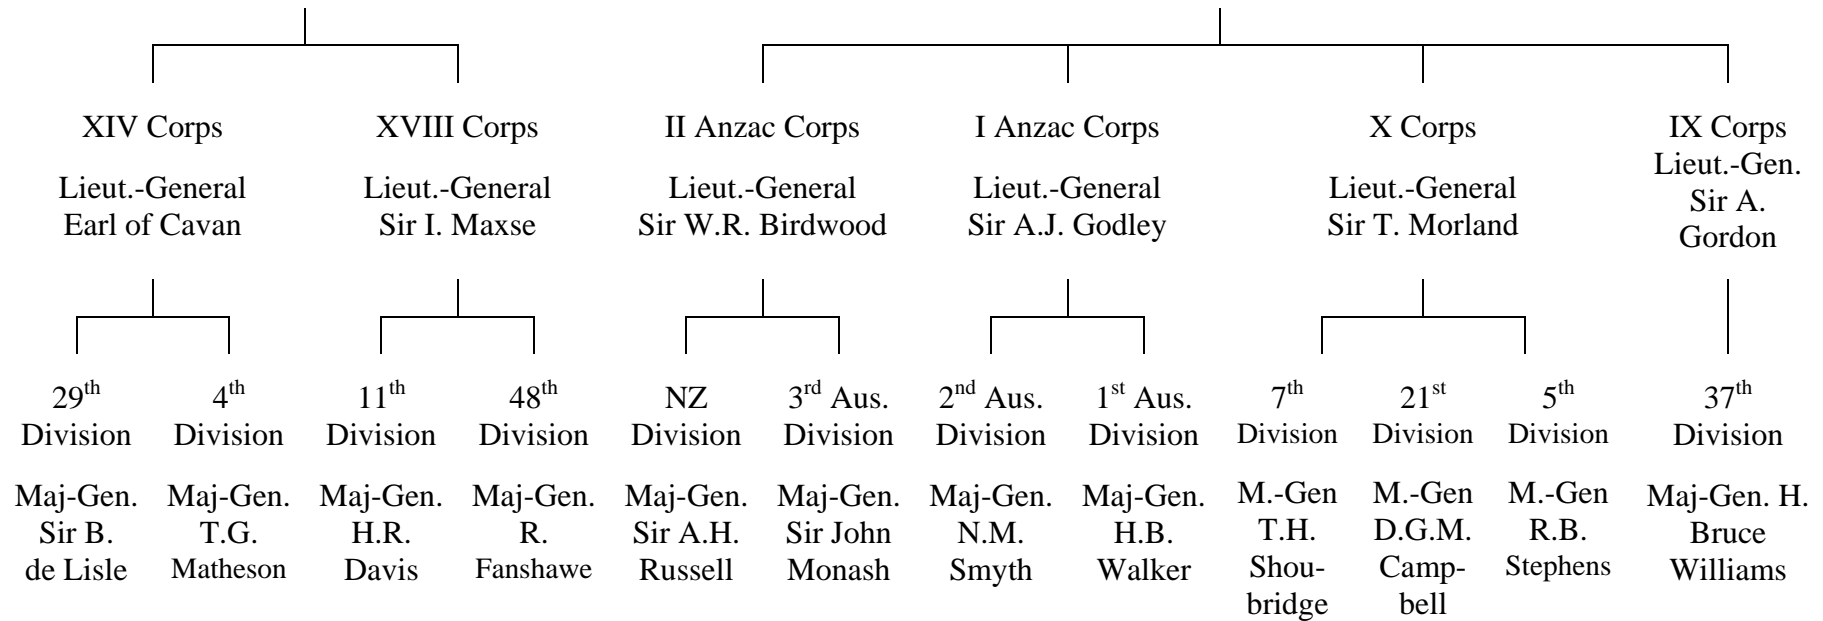 XIV Corps
Lieut.-General
Earl of Cavan
XVIII Corps
Lieut.-General
Sir I. Maxse
II Anzac Corps
Lieut.-General
Sir W.R. Birdwood
I Anzac Corps
Lieut.-General
Sir A.J. Godley
X Corps
Lieut.-General
Sir T. Morland
IX Corps
Lieut.-Gen.
Sir A.
Gordon
29th
Division
Maj-Gen.
Sir B.
de Lisle
4th
Division
Maj-Gen.
T.G.
Matheson
11th
Division
Maj-Gen.
H.R.
Davis
48th
Division
Maj-Gen.
R.
Fanshawe
NZ
Division
Maj-Gen.
Sir A.H.
Russell
3rd Aus.
Division
Maj-Gen.
Sir John
Monash
2nd Aus.
Division
Maj-Gen.
N.M.
Smyth
1st Aus.
Division
Maj-Gen.
H.B.
Walker
7th
Division
M.-Gen
T.H.
Shou-
bridge
21st
Division
M.-Gen
D.G.M.
Camp-
bell
5th
Division
M.-Gen
R.B.
Stephens
37th
Division
Maj-Gen. H.
Bruce
Williams